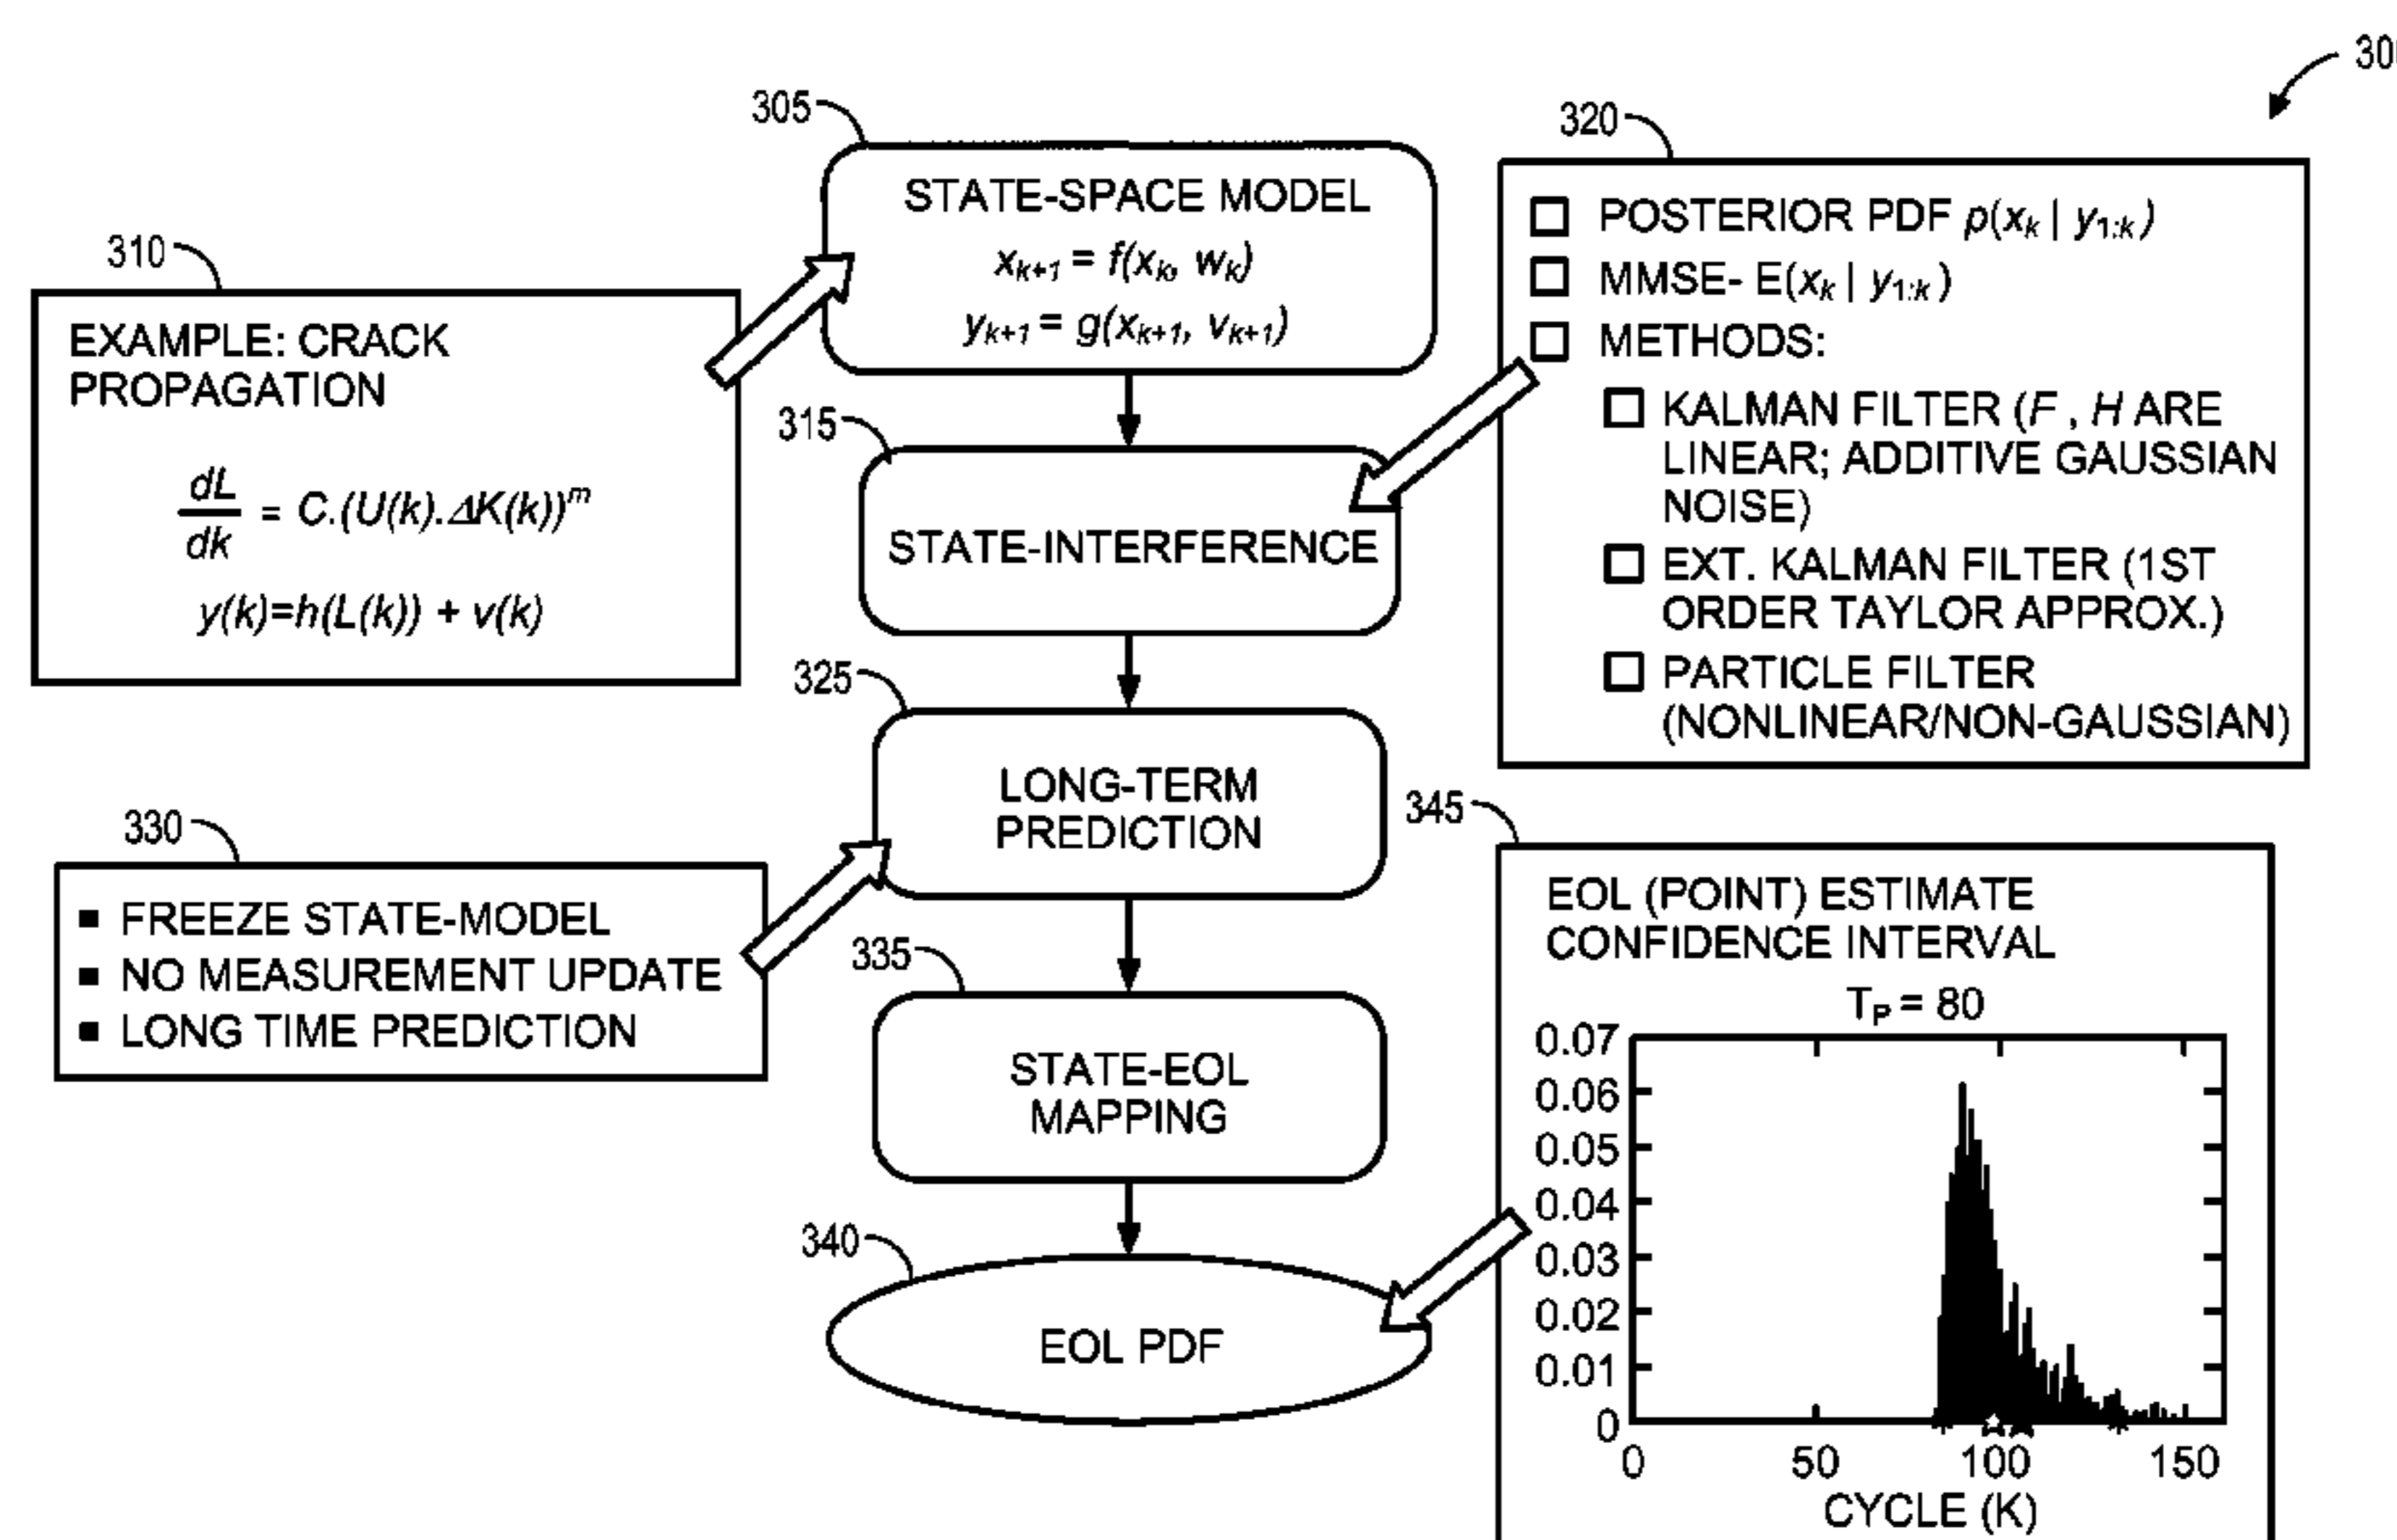 300
305
STATE-SPACE MODEL
xk+1 = f(xk, wk)
yk+1 = g(xk+1, vk+1)
310
EXAMPLE: CRACK
PROPAGATION
dL
dk
= C.(U(k).ΔK(k))^m
y(k)=h(L(k)) + v(k)
320
POSTERIOR PDF p(xk | y1:k)
MMSE- E(xk | y1:k)
METHODS:
KALMAN FILTER (F , H ARE
LINEAR; ADDITIVE GAUSSIAN
NOISE)
EXT. KALMAN FILTER (1ST
ORDER TAYLOR APPROX.)
PARTICLE FILTER
(NONLINEAR/NON-GAUSSIAN)
315
STATE-INTERFERENCE
325
LONG-TERM
PREDICTION
330
▪ FREEZE STATE-MODEL
▪ NO MEASUREMENT UPDATE
▪ LONG TIME PREDICTION
335
STATE-EOL
MAPPING
340
EOL PDF
345
EOL (POINT) ESTIMATE
CONFIDENCE INTERVAL
TP = 80
0.07
0.06
0.05
0.04
0.03
0.02
0.01
0
0 50 100 150
CYCLE (K)